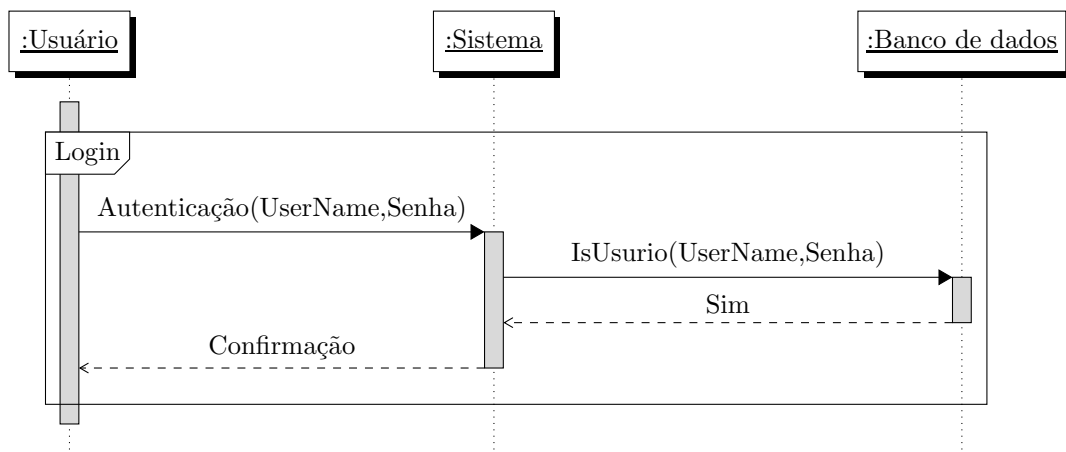 :Usuário
:Sistema
:Banco de dados
Login
Autenticação(UserName,Senha)
IsUsurio(UserName,Senha)
Sim
Confirmação